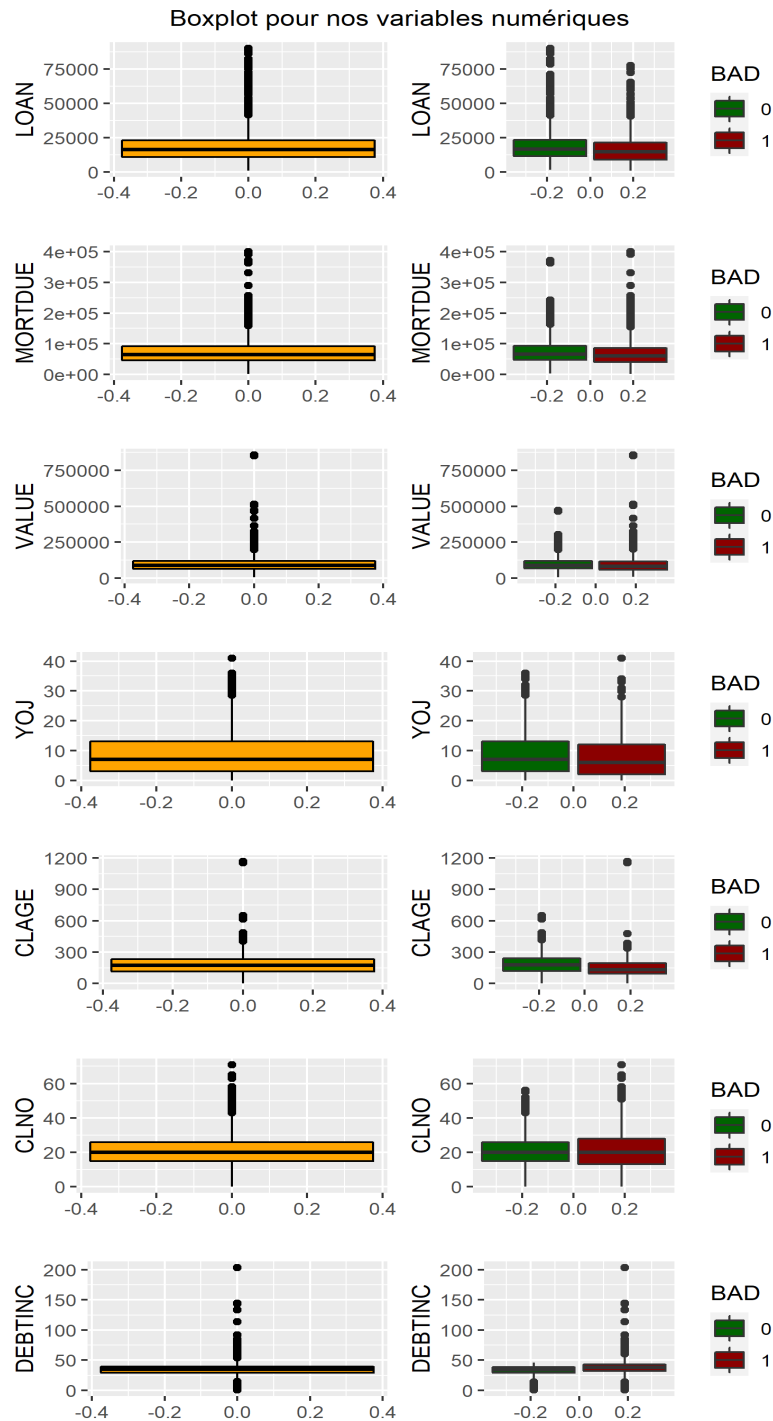 Boxplot pour nos variables numériques
LOAN
75000
50000
25000
0
-0.4 -0.2 0.0 0.2 0.4
LOAN
75000
50000
25000
0
-0.2 0.0 0.2
BAD
0
1
MORTDUE
4e+05
3e+05
2e+05
1e+05
0e+00
-0.4 -0.2 0.0 0.2 0.4
MORTDUE
4e+05
3e+05
2e+05
1e+05
0e+00
-0.2 0.0 0.2
BAD
0
1
VALUE
750000
500000
250000
0
-0.4 -0.2 0.0 0.2 0.4
VALUE
750000
500000
250000
0
-0.2 0.0 0.2
BAD
0
1
YOJ
40
30
20
10
0
-0.4 -0.2 0.0 0.2 0.4
YOJ
40
30
20
10
0
-0.2 0.0 0.2
BAD
0
1
CLAGE
1200
900
600
300
0
-0.4 -0.2 0.0 0.2 0.4
CLAGE
1200
900
600
300
0
-0.2 0.0 0.2
BAD
0
1
CLNO
60
40
20
0
-0.4 -0.2 0.0 0.2 0.4
CLNO
60
40
20
0
-0.2 0.0 0.2
BAD
0
1
DEBTINC
200
150
100
50
0
-0.4 -0.2 0.0 0.2 0.4
DEBTINC
200
150
100
50
0
-0.2 0.0 0.2
BAD
0
1